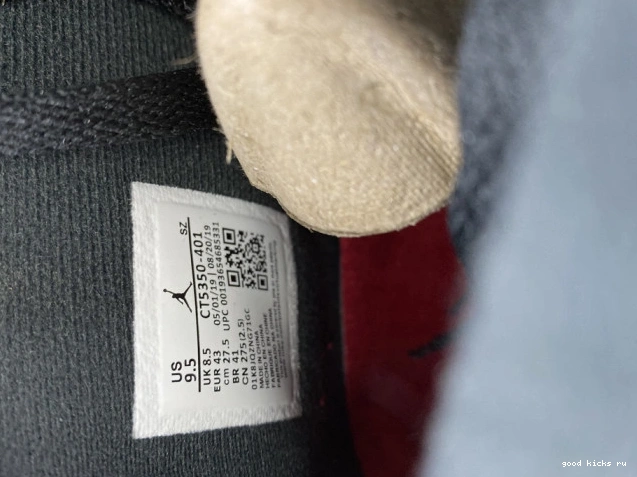 US
9.5
SZ
UK 8.5 CT5350-401
EUR 43 05/01/19 | 08/20/19
cm 27.5 UPC 00193654685331
BR 41
CN 275(2.5)
MADE IN CHINA
good kicks ru